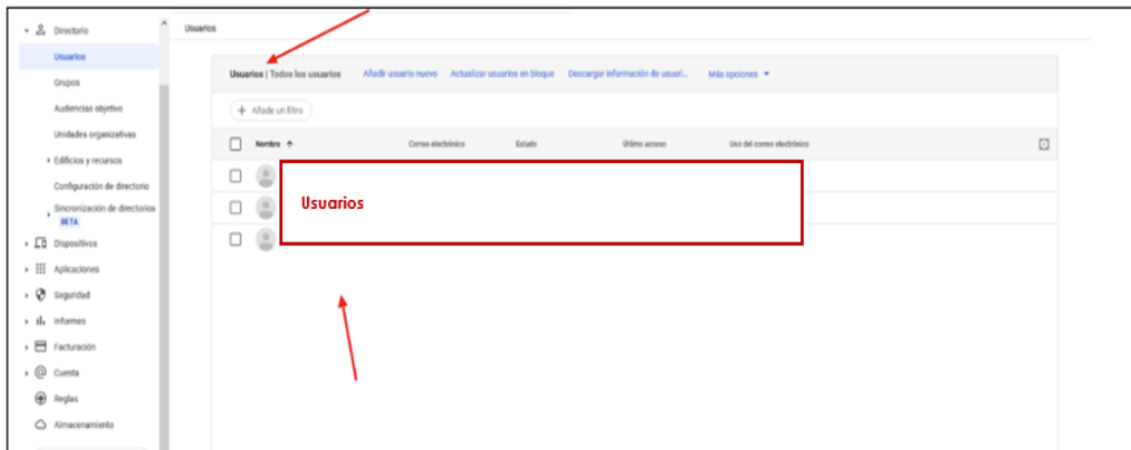 Directorio
Usuarios
Grupos
Audiencias objetivo
Unidades organizativas
Edificios y recursos
Configuración de directorio
Sincronización de directorios
BETA
Dispositivos
Aplicaciones
Seguridad
Informes
Facturación
Cuenta
Reglas
Almacenamiento
Usuarios
Usuarios | Todos los usuarios Añadir usuario nuevo Actualizar usuarios en bloque Descargar información de usuari... Más opciones
+ Añade un filtro
Nombre Correo electrónico Estado Último acceso Uso del correo electrónico
Usuarios